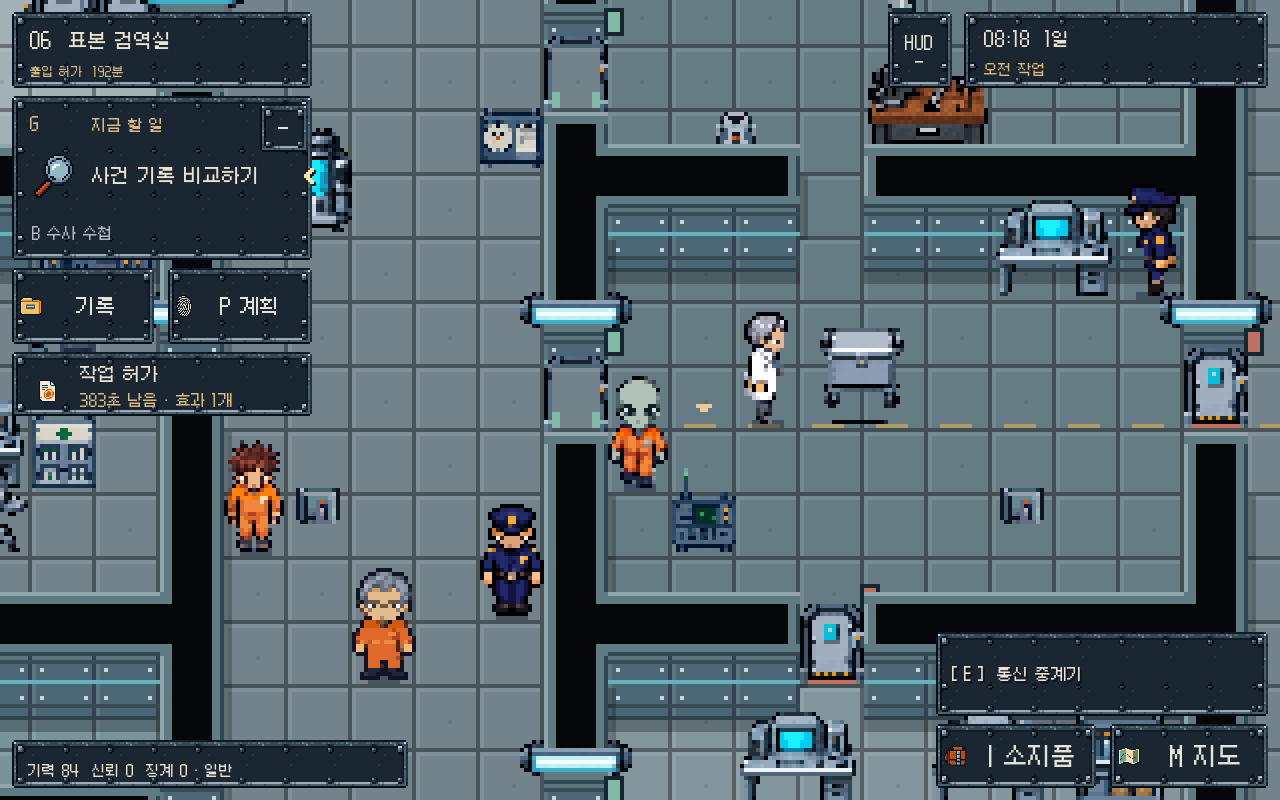 06 표본 검역실
출입 허가 192분
G 지금 할 일
-
사건 기록 비교하기
B 수사 수첩
기록
P 계획
작업 허가
383초 남음 · 효과 1개
HUD
-
08:18 1일
오전 작업
[E] 통신 중계기
I 소지품
M 지도
기력 84 신뢰 0 징계 0 · 일반